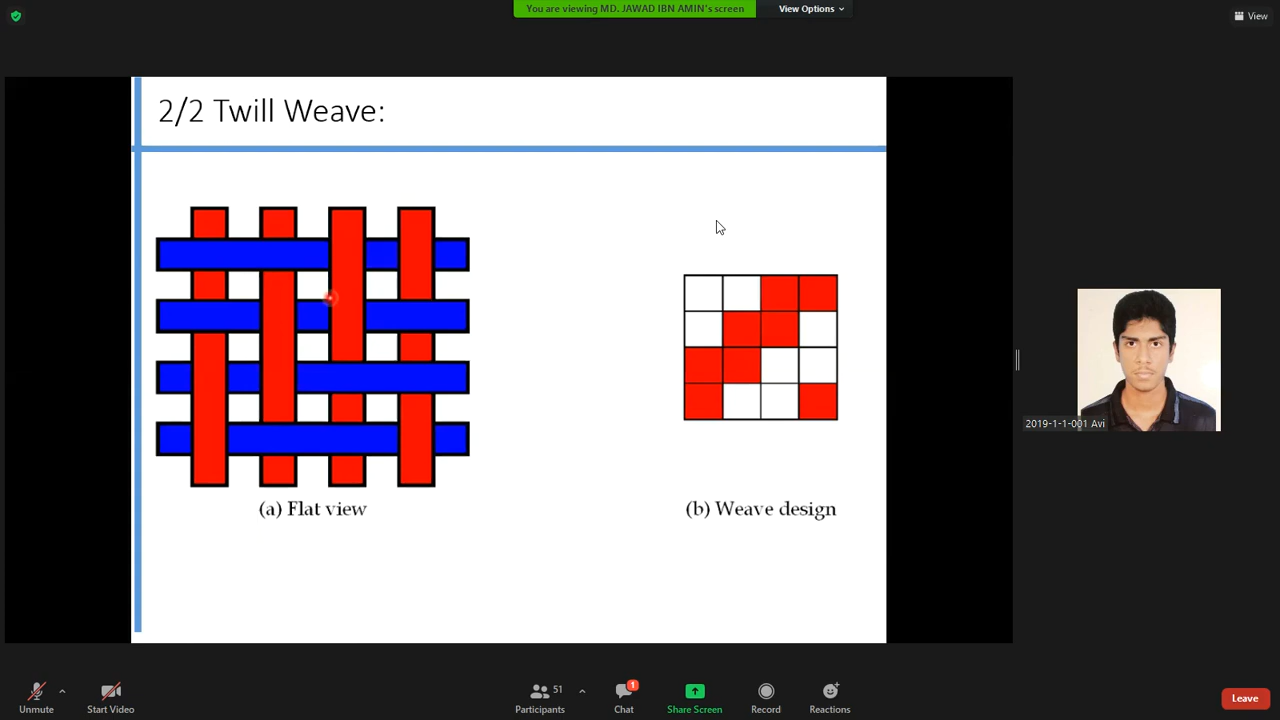 You are viewing MD. JAWAD IBN AMIN's screen
View Options
View
2/2 Twill Weave:
(a) Flat view
(b) Weave design
2019-1-1-001 Avi
Unmute
Start Video
51
Participants
1
Chat
Share Screen
Record
Reactions
Leave